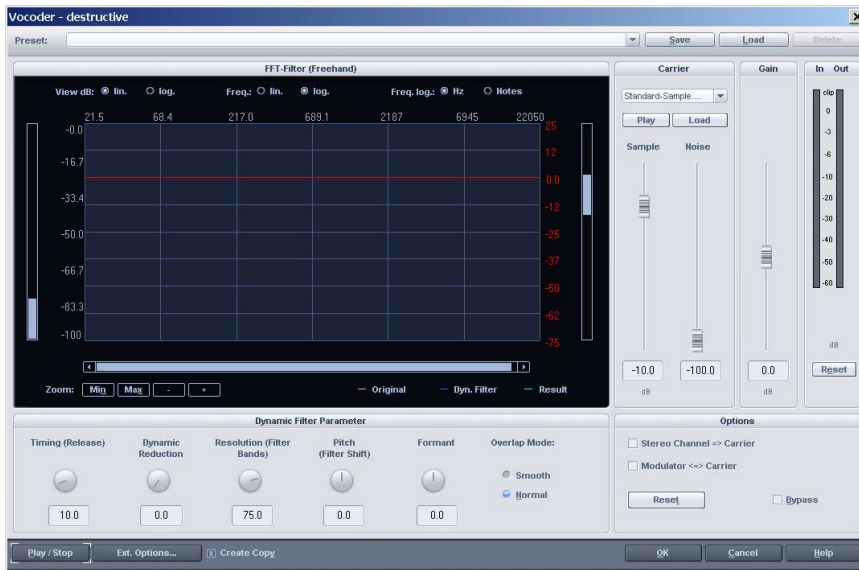 Vocoder - destructive
Preset: Save Load Delete
FFT-Filter (Freehand)
View dB: lin. log. Freq.: lin. log. Freq. log.: Hz Notes
21.5 68.4 217.0 689.1 2187 6945 22050
-0.0
-16.7
-33.4
-50.0
-66.7
-83.3
-100
25
12
0.0
-12
-25
-37
-50
-62
-75
Zoom: Min Max - +
Original Dyn. Filter Result
Carrier
Standard-Sample....
Play Load
Sample Noise
-10.0 -100.0
dB
Gain
0.0
dB
In Out
clip
0
-3
-6
-10
-20
-30
-40
-50
-60
dB
Reset
Dynamic Filter Parameter
Timing (Release)
10.0
Dynamic
Reduction
0.0
Resolution (Filter
Bands)
75.0
Pitch
(Filter Shift)
0.0
Formant
0.0
Overlap Mode:
Smooth
Normal
Options
Stereo Channel => Carrier
Modulator <=> Carrier
Reset Bypass
Play / Stop Ext. Options... Create Copy OK Cancel Help